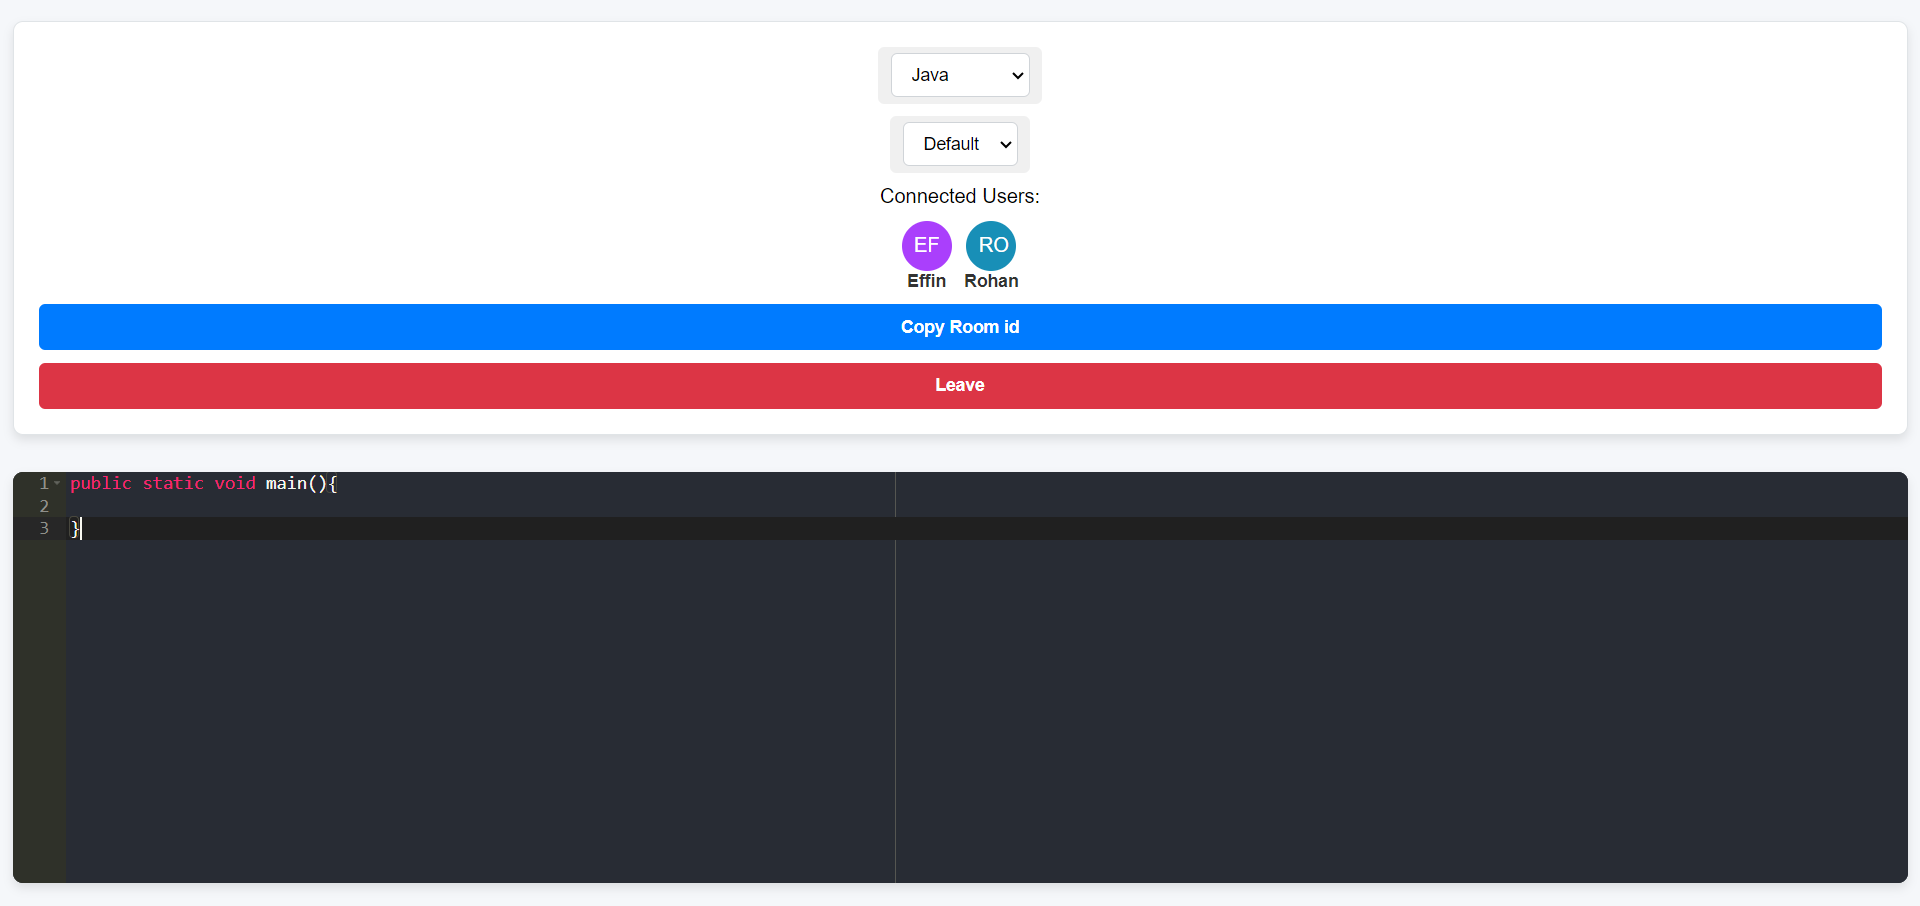 Java
Default
Connected Users:
EF RO
Effin Rohan
Copy Room id
Leave
1 public static void main(){
2
3 }